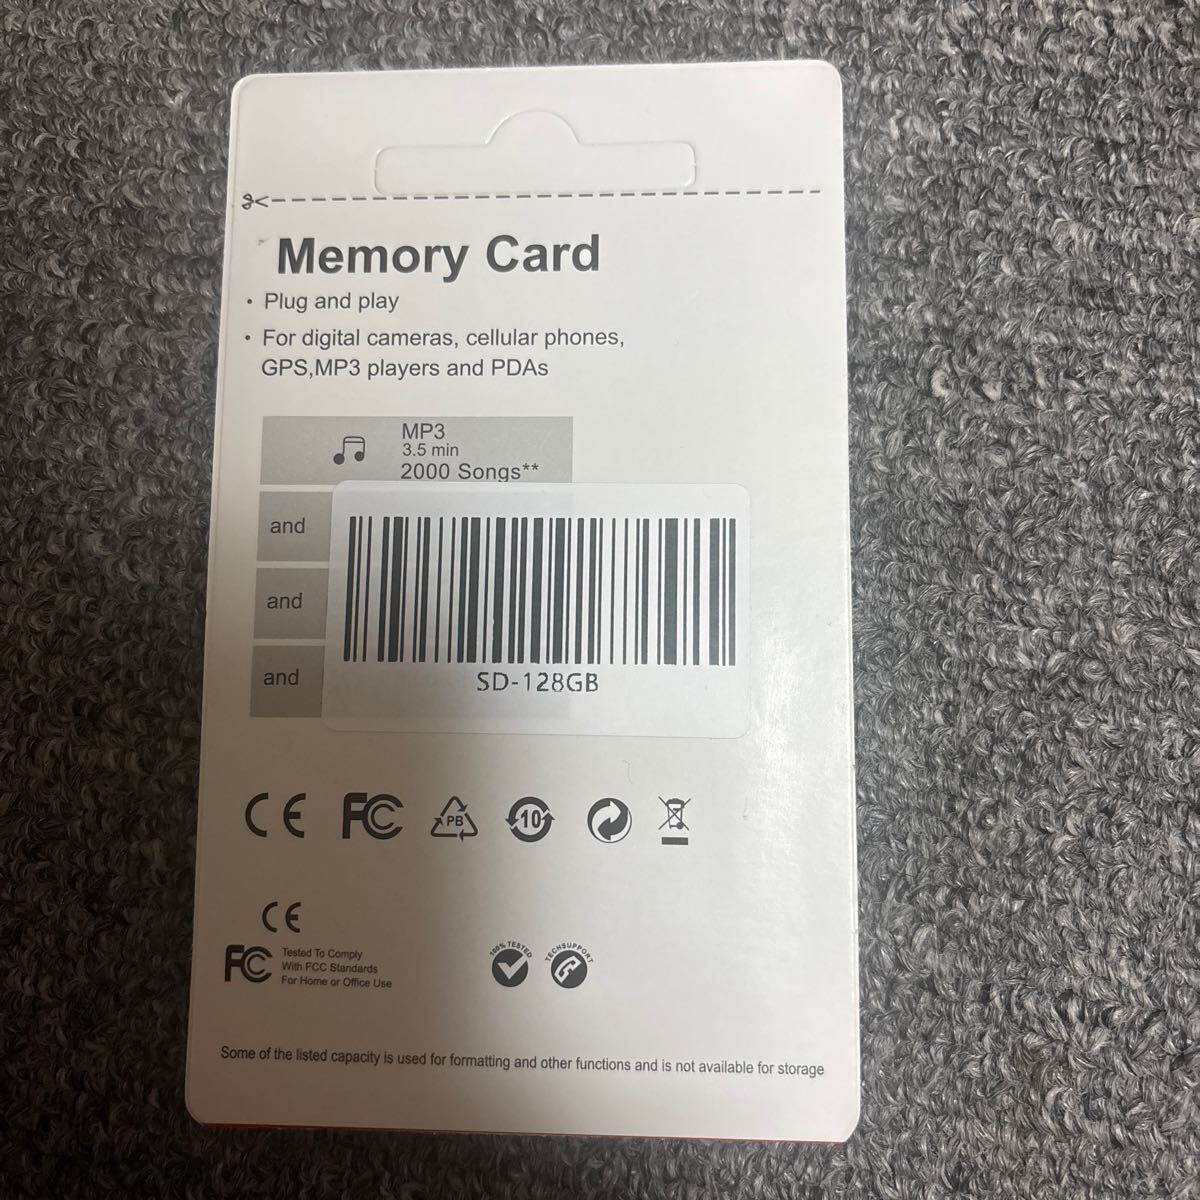 Memory Card
· Plug and play
· For digital cameras, cellular phones,
GPS,MP3 players and PDAs
MP3
3.5 min
2000 Songs**
and
and
and
SD-128GB
CE FC PB 10
CE
FC Tested To Comply
With FCC Standards
For Home or Office Use
100% TESTED
TECHSUPPORT
Some of the listed capacity is used for formatting and other functions and is not available for storage